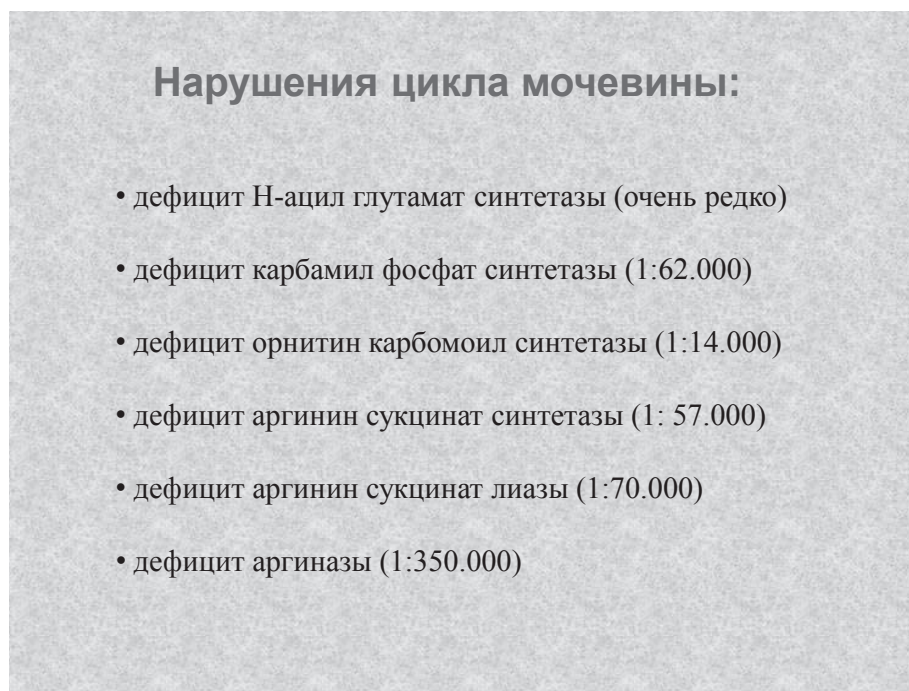 Нарушения цикла мочевины:
• дефицит Н-ацил глутамат синтетазы (очень редко)
• дефицит карбамил фосфат синтетазы (1:62.000)
• дефицит орнитин карбомоил синтетазы (1:14.000)
• дефицит аргинин сукцинат синтетазы (1: 57.000)
• дефицит аргинин сукцинат лиазы (1:70.000)
• дефицит аргиназы (1:350.000)